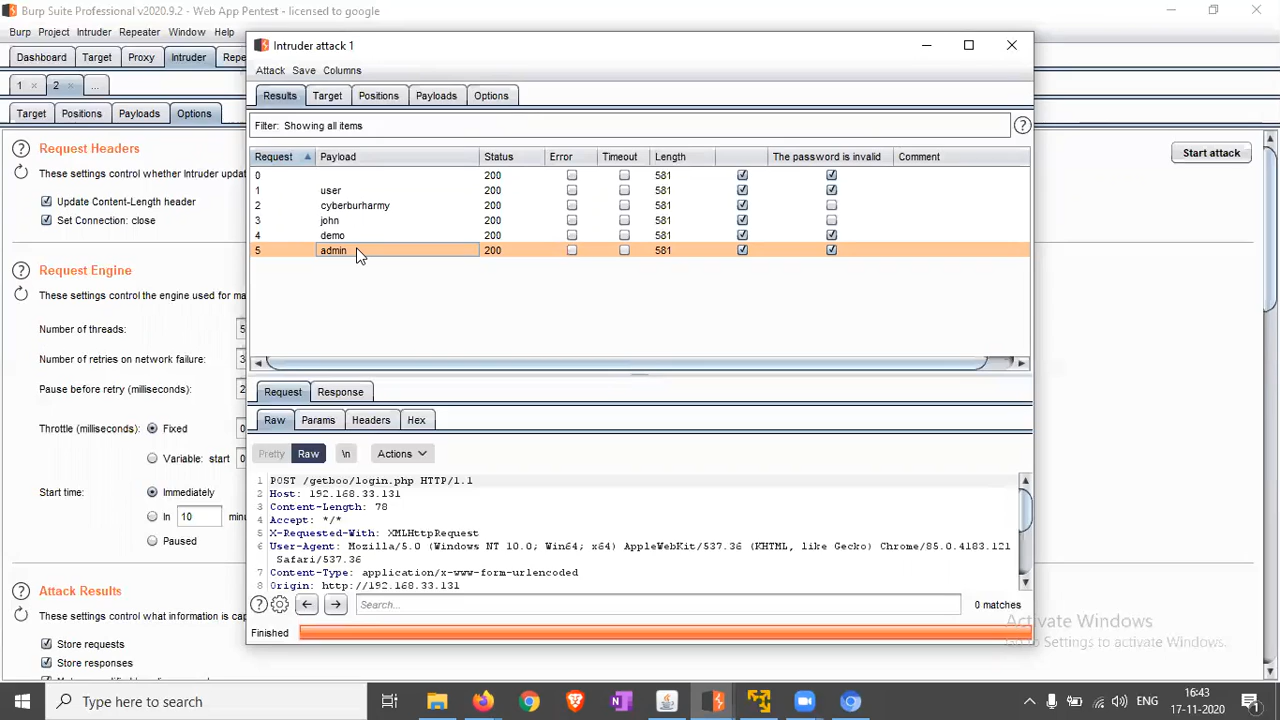 Burp Suite Professional v2020.9.2 - Web App Pentest - licensed to google
Burp Project Intruder Repeater Window Help
Intruder attack 1
Dashboard Target Proxy Intruder Repe
Attack Save Columns
1 × 2 × ...
Results Target Positions Payloads Options
Target Positions Payloads Options
Filter: Showing all items ?
? Request Headers
These settings control whether Intruder updat
Update Content-Length header
Set Connection: close
Start attack
Request Payload Status Error Timeout Length The password is invalid Comment
0 200 581
1 user 200 581
2 cyberburharmy 200 581
3 john 200 581
4 demo 200 581
5 admin 200 581
? Request Engine
These settings control the engine used for ma
Number of threads: 5
Number of retries on network failure: 3
Pause before retry (milliseconds): 2
Throttle (milliseconds): Fixed 0
Variable: start 0
Start time: Immediately
In 10 minu
Paused
? Attack Results
These settings control what information is cap
Store requests
Store responses
Request Response
Raw Params Headers Hex
Pretty Raw \n Actions
1 POST /getboo/login.php HTTP/1.1
2 Host: 192.168.33.131
3 Content-Length: 78
4 Accept: */*
5 X-Requested-With: XMLHttpRequest
6 User-Agent: Mozilla/5.0 (Windows NT 10.0; Win64; x64) AppleWebKit/537.36 (KHTML, like Gecko) Chrome/85.0.4183.121
Safari/537.36
7 Content-Type: application/x-www-form-urlencoded
8 Origin: http://192.168.33.131
? Search... 0 matches
Finished
Activate Windows
Go to Settings to activate Windows.
Type here to search
ENG
16:43
17-11-2020
1